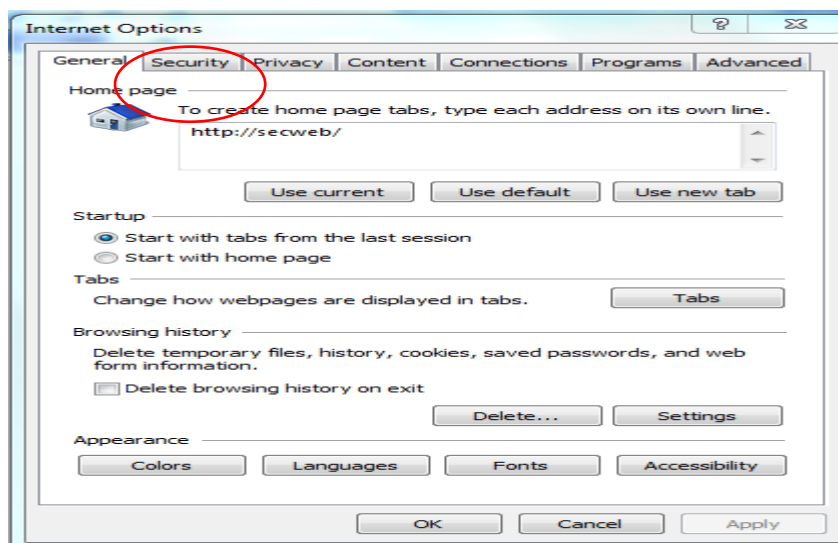 Internet Options
?
General Security Privacy Content Connections Programs Advanced
Home page
To create home page tabs, type each address on its own line.
http://secweb/
Use current Use default Use new tab
Startup
Start with tabs from the last session
Start with home page
Tabs
Change how webpages are displayed in tabs. Tabs
Browsing history
Delete temporary files, history, cookies, saved passwords, and web
form information.
Delete browsing history on exit
Delete... Settings
Appearance
Colors Languages Fonts Accessibility
OK Cancel Apply